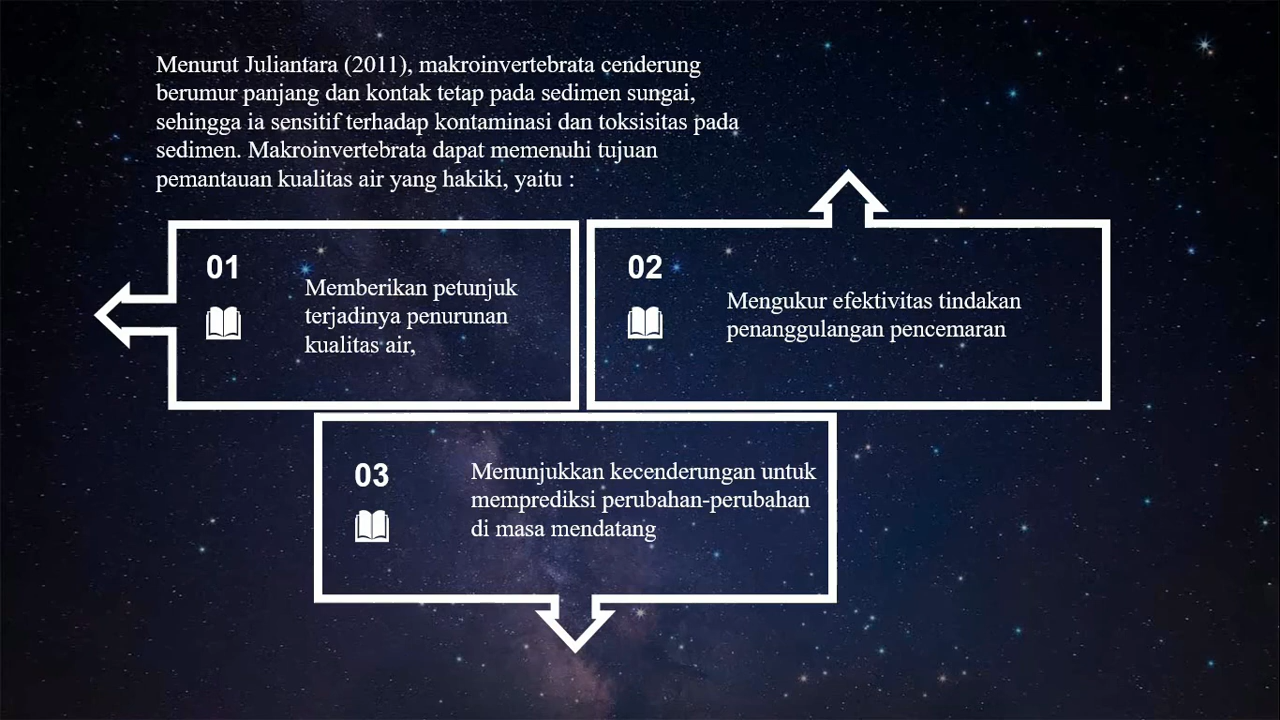 Menurut Juliantara (2011), makroinvertebrata cenderung
berumur panjang dan kontak tetap pada sedimen sungai,
sehingga ia sensitif terhadap kontaminasi dan toksisitas pada
sedimen. Makroinvertebrata dapat memenuhi tujuan
pemantauan kualitas air yang hakiki, yaitu :
01
Memberikan petunjuk
terjadinya penurunan
kualitas air,
02
Mengukur efektivitas tindakan
penanggulangan pencemaran
03
Menunjukkan kecenderungan untuk
memprediksi perubahan-perubahan
di masa mendatang